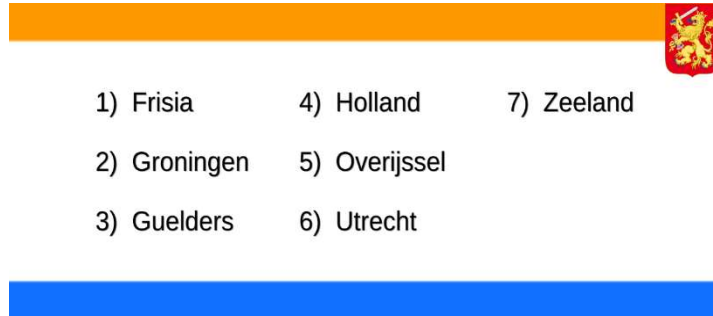 1) Frisia
2) Groningen
3) Guelders
4) Holland
5) Overijssel
6) Utrecht
7) Zeeland